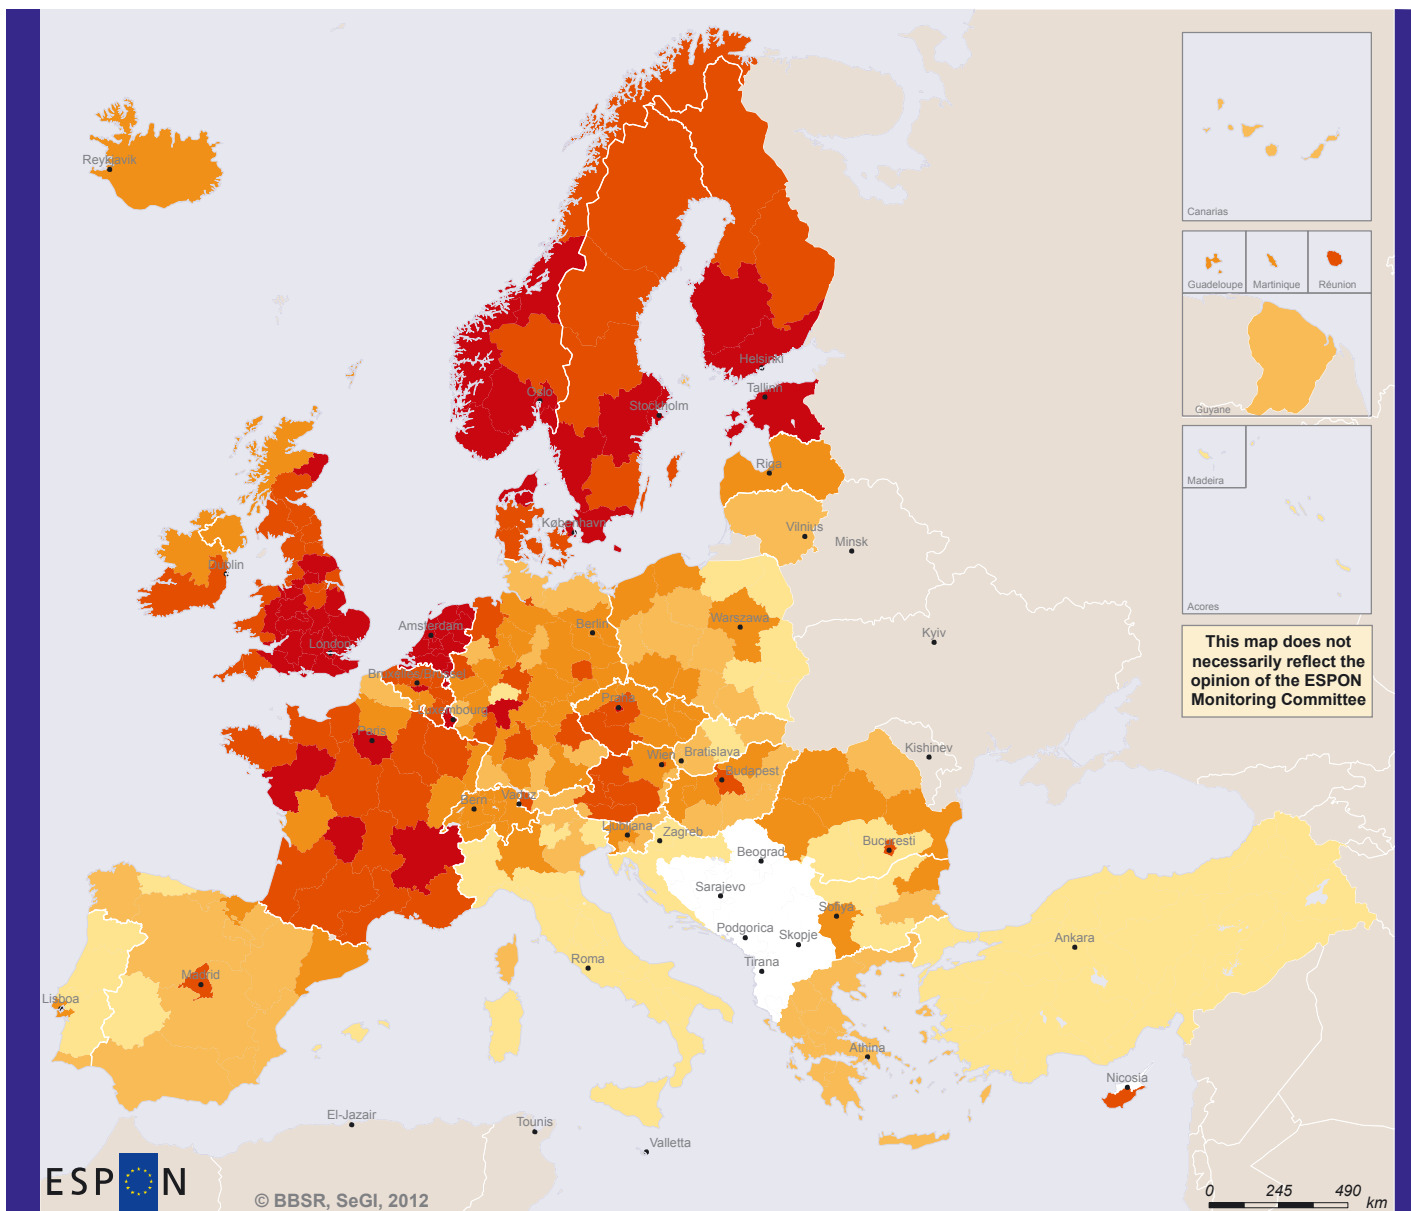 Reykjavik
Canarias
Guadeloupe
Martinique
Réunion
Guyane
Madeira
Acores
This map does not
necessarily reflect the
opinion of the ESPON
Monitoring Committee
Oslo
Helsinki
Tallinn
Stockholm
Riga
København
Vilnius
Minsk
Dublin
Amsterdam
Berlin
Warszawa
London
Kyiv
Praha
Paris
Kishinev
Wien
Bratislava
Budapest
Bern
Vaduz
Ljubljana
Zagreb
Bucuresti
Beograd
Sarajevo
Sofiya
Podgorica
Skopje
Ankara
Roma
Tirana
Madrid
Lisboa
Athina
Nicosia
El-Jazair
Tounis
Valletta
ESPON
© BBSR, SeGI, 2012
0 245 490
km